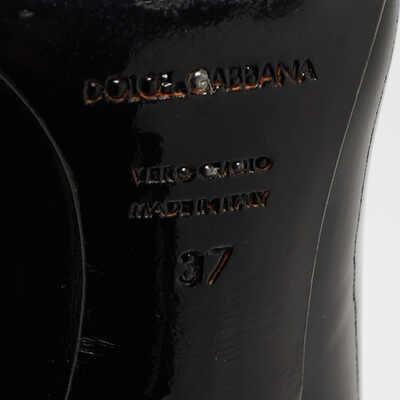 DOLCE & GABBANA
VERO CUOIO
MADE IN ITALY
37